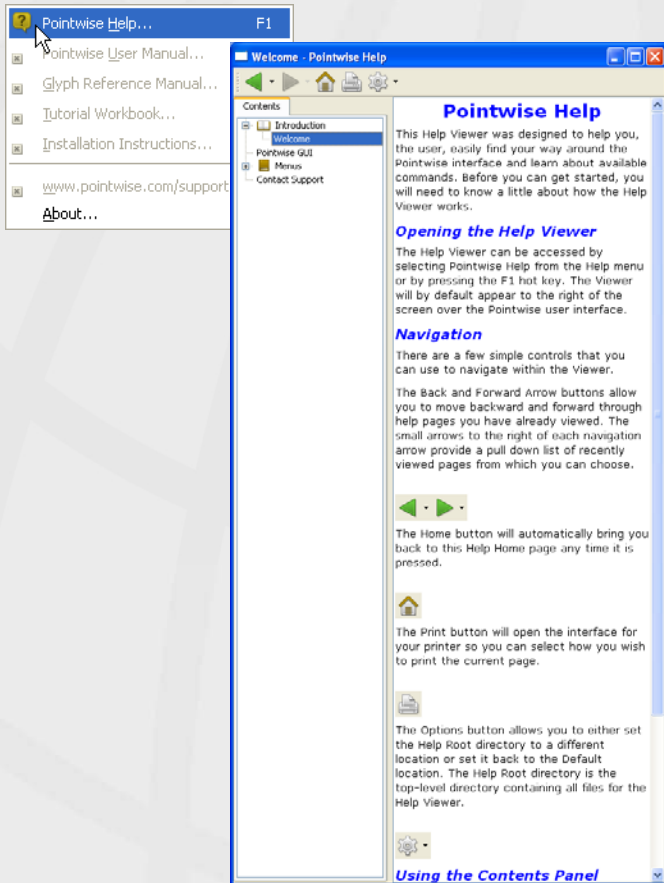 Pointwise Help... F1
Pointwise User Manual...
Glyph Reference Manual...
Tutorial Workbook...
Installation Instructions...
www.pointwise.com/support
About...
Welcome - Pointwise Help
Contents
Introduction
Welcome
Pointwise GUI
Menus
Contact Support
Pointwise Help
This Help Viewer was designed to help you,
the user, easily find your way around the
Pointwise interface and learn about available
commands. Before you can get started, you
will need to know a little about how the Help
Viewer works.
Opening the Help Viewer
The Help Viewer can be accessed by
selecting Pointwise Help from the Help menu
or by pressing the F1 hot key. The Viewer
will by default appear to the right of the
screen over the Pointwise user interface.
Navigation
There are a few simple controls that you
can use to navigate within the Viewer.
The Back and Forward Arrow buttons allow
you to move backward and forward through
help pages you have already viewed. The
small arrows to the right of each navigation
arrow provide a pull down list of recently
viewed pages from which you can choose.
The Home button will automatically bring you
back to this Help Home page any time it is
pressed.
The Print button will open the interface for
your printer so you can select how you wish
to print the current page.
The Options button allows you to either set
the Help Root directory to a different
location or set it back to the Default
location. The Help Root directory is the
top-level directory containing all files for the
Help Viewer.
Using the Contents Panel